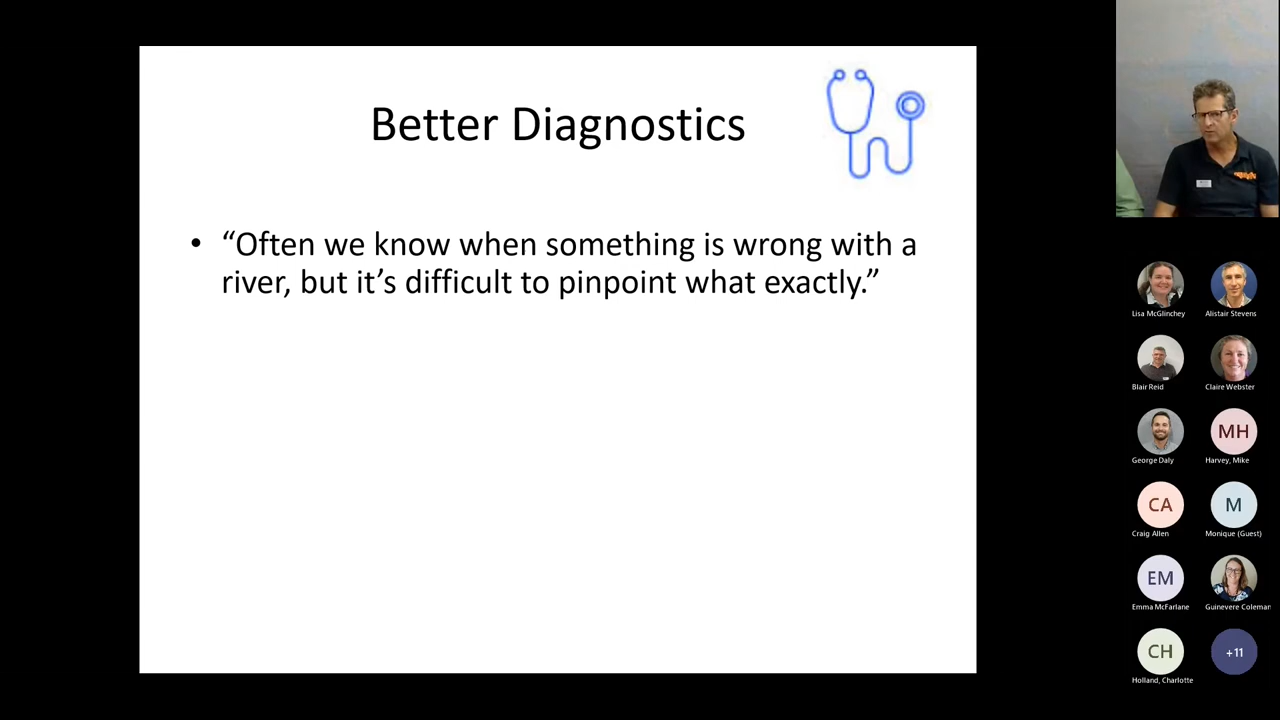 Better Diagnostics
• “Often we know when something is wrong with a
river, but it’s difficult to pinpoint what exactly.”
Lisa McGlinchey
Alistair Stevens
Blair Reid
Claire Webster
George Daly
MH
Harvey, Mike
CA
Craig Allen
M
Monique (Guest)
EM
Emma McFarlane
Guinevere Coleman
CH
Holland, Charlotte
+11